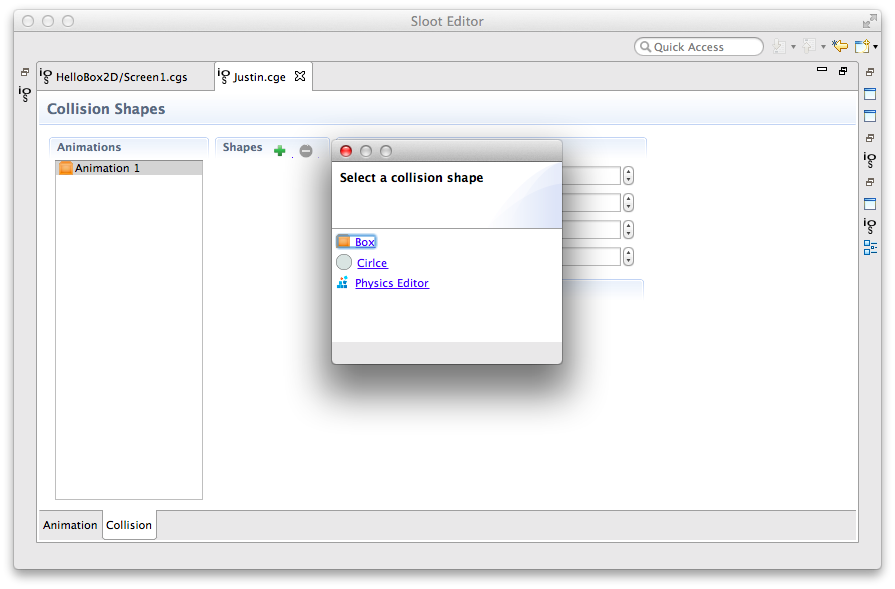 Sloot Editor
Quick Access
HelloBox2D/Screen1.cgs
Justin.cge
Collision Shapes
Animations
Shapes
Animation 1
Select a collision shape
Box
Cirlce
Physics Editor
Animation
Collision